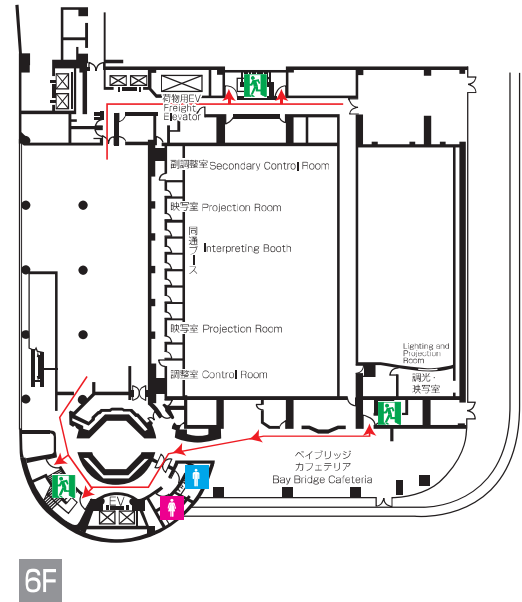 荷物用EV
Freight
Elevator
副調整室 Secondary Control Room
映写室 Projection Room
同通ブース
Interpreting Booth
映写室 Projection Room
調整室 Control Room
Lighting and
Projection
Room
調光・
映写室
ベイブリッジ
カフェテリア
Bay Bridge Cafeteria
EV
6F